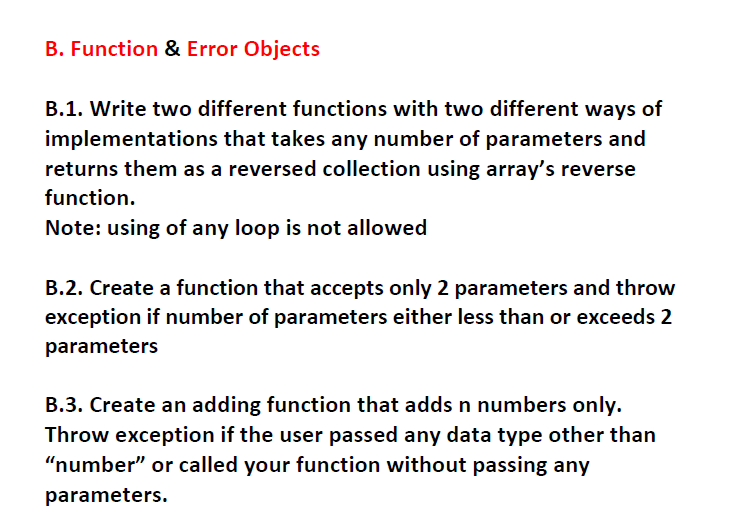 B. Function & Error Objects
B.1. Write two different functions with two different ways of
implementations that takes any number of parameters and
returns them as a reversed collection using array’s reverse
function.
Note: using of any loop is not allowed
B.2. Create a function that accepts only 2 parameters and throw
exception if number of parameters either less than or exceeds 2
parameters
B.3. Create an adding function that adds n numbers only.
Throw exception if the user passed any data type other than
“number” or called your function without passing any
parameters.